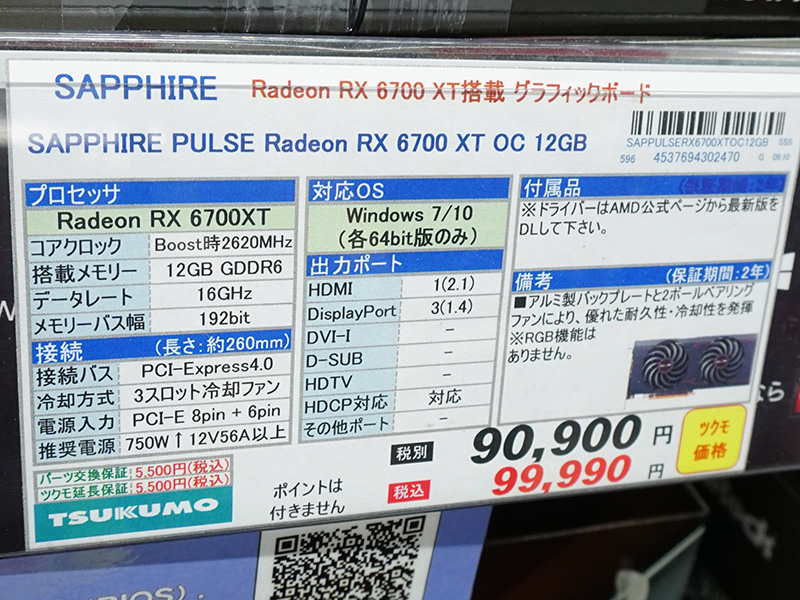 SAPPHIRE Radeon RX 6700 XT搭載 グラフィックボード
SAPPHIRE PULSE Radeon RX 6700 XT OC 12GB
SAPPULSERX6700XTOC12GB
596 4537694302470 G 08.10
プロセッサ
Radeon RX 6700XT
コアクロック Boost時2620MHz
搭載メモリー 12GB GDDR6
データレート 16GHz
メモリーバス幅 192bit
接続 (長さ:約260mm)
接続バス PCI-Express4.0
冷却方式 3スロット冷却ファン
電源入力 PCI-E 8pin + 6pin
推奨電源 750W↑12V56A以上
対応OS
Windows 7/10
(各64bit版のみ)
出力ポート
HDMI 1(2.1)
DisplayPort 3(1.4)
DVI-I -
D-SUB -
HDTV -
HDCP対応 対応
その他ポート -
付属品
※ドライバーはAMD公式ページから最新版を
DLして下さい。
備考 (保証期間:2年)
■アルミ製バックプレートと2ボールベアリング
ファンにより、優れた耐久性・冷却性を発揮
※RGB機能は
ありません。
パーツ交換保証:5,500円(税込)
ツクモ延長保証:5,500円(税込)
TSUKUMO
ポイントは
付きません
税別 90,900 円
税込 99,990 円
ツクモ
価格
なら